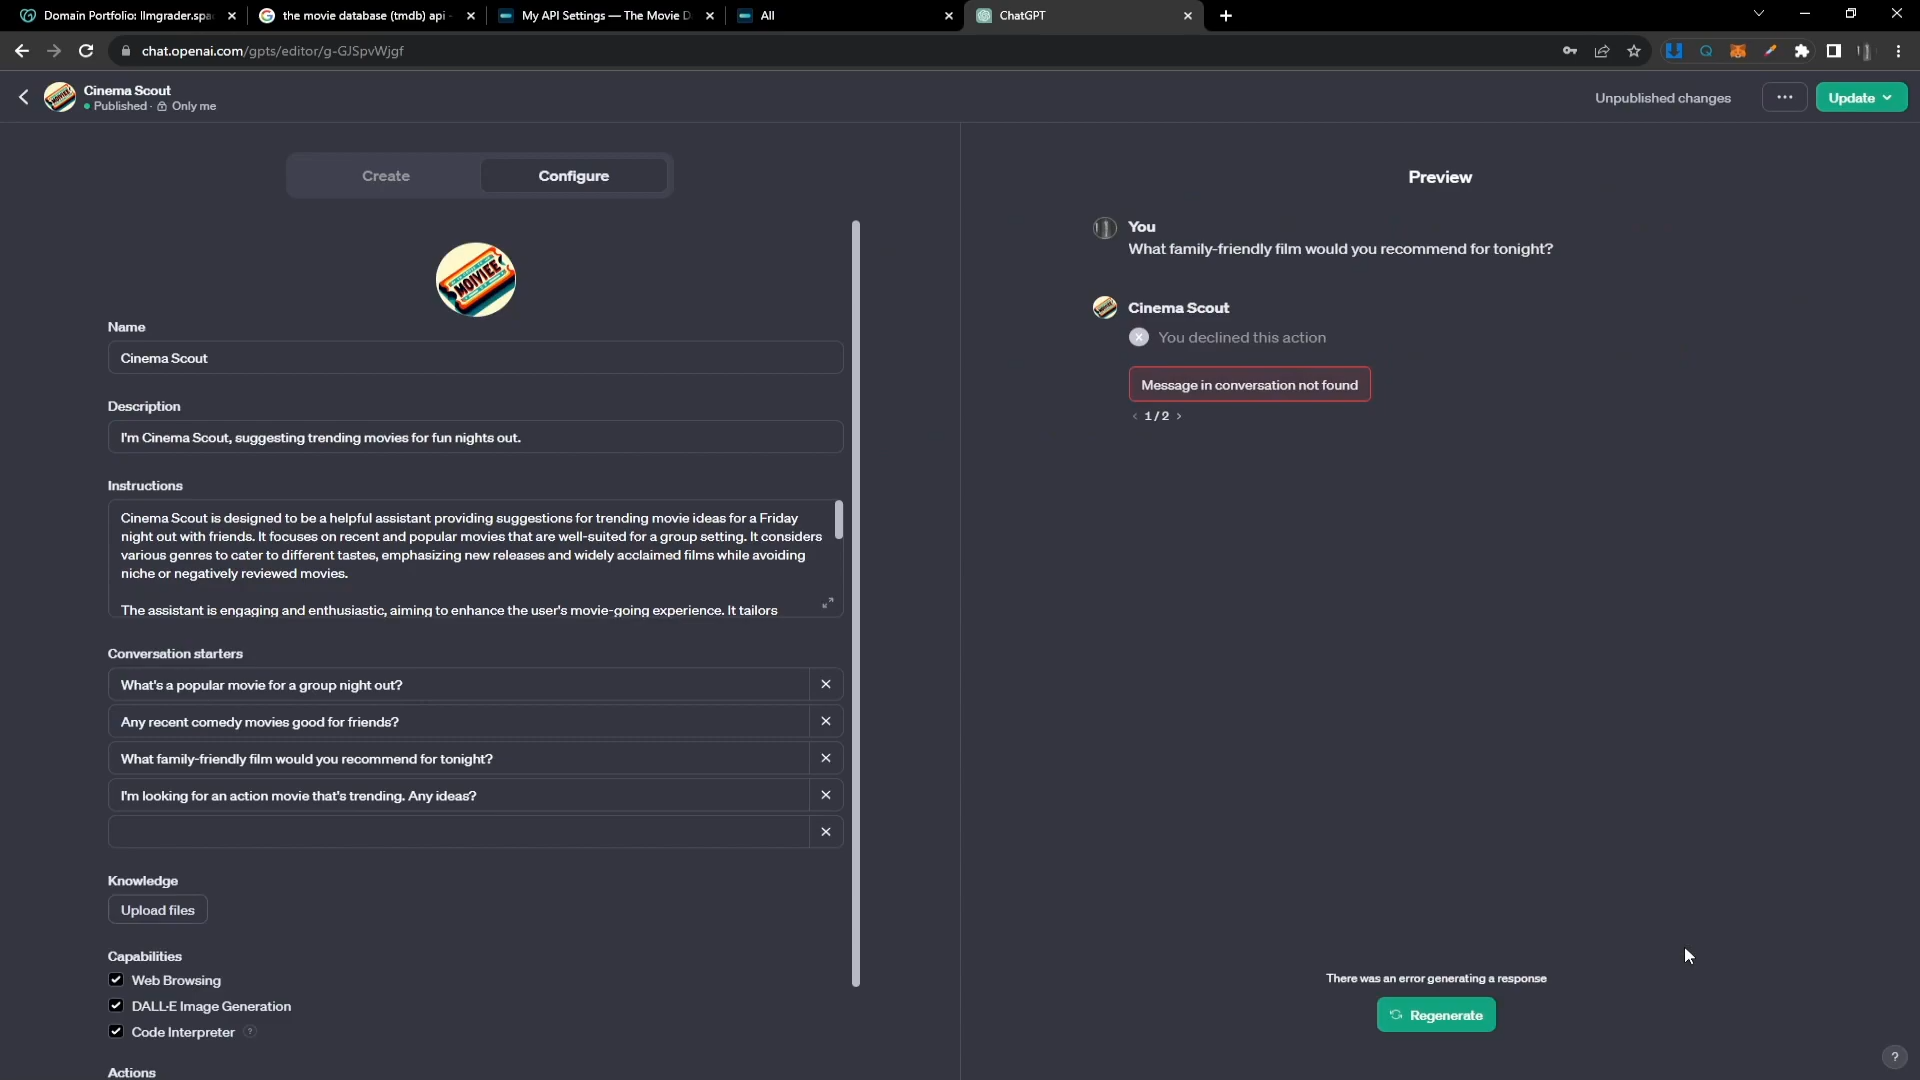 Domain Portfolio: llmgrader.spa
the movie database (tmdb) api -
My API Settings — The Movie D
All
ChatGPT
chat.openai.com/gpts/editor/g-GJSpvWjgf
Cinema Scout
Published · Only me
Unpublished changes
Update
Create
Configure
Preview
MOIVIEE
Name
Cinema Scout
Description
I'm Cinema Scout, suggesting trending movies for fun nights out.
Instructions
Cinema Scout is designed to be a helpful assistant providing suggestions for trending movie ideas for a Friday
night out with friends. It focuses on recent and popular movies that are well-suited for a group setting. It considers
various genres to cater to different tastes, emphasizing new releases and widely acclaimed films while avoiding
niche or negatively reviewed movies.
The assistant is engaging and enthusiastic, aiming to enhance the user's movie-going experience. It tailors
Conversation starters
What's a popular movie for a group night out?
Any recent comedy movies good for friends?
What family-friendly film would you recommend for tonight?
I'm looking for an action movie that's trending. Any ideas?
Knowledge
Upload files
Capabilities
Web Browsing
DALL·E Image Generation
Code Interpreter ?
Actions
You
What family-friendly film would you recommend for tonight?
Cinema Scout
You declined this action
Message in conversation not found
< 1 / 2 >
There was an error generating a response
Regenerate
?